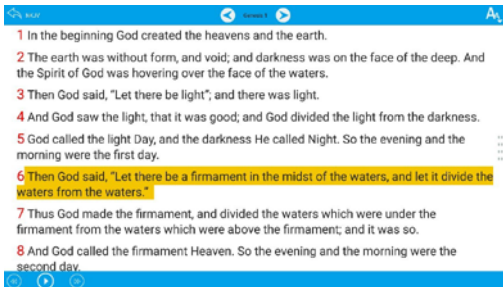 BACK
Genesis 1
A
1 In the beginning God created the heavens and the earth.
2 The earth was without form, and void; and darkness was on the face of the deep. And
the Spirit of God was hovering over the face of the waters.
3 Then God said, “Let there be light”; and there was light.
4 And God saw the light, that it was good; and God divided the light from the darkness.
5 God called the light Day, and the darkness He called Night. So the evening and the
morning were the first day.
6 Then God said, “Let there be a firmament in the midst of the waters, and let it divide the
waters from the waters.”
7 Thus God made the firmament, and divided the waters which were under the
firmament from the waters which were above the firmament; and it was so.
8 And God called the firmament Heaven. So the evening and the morning were the
second day.